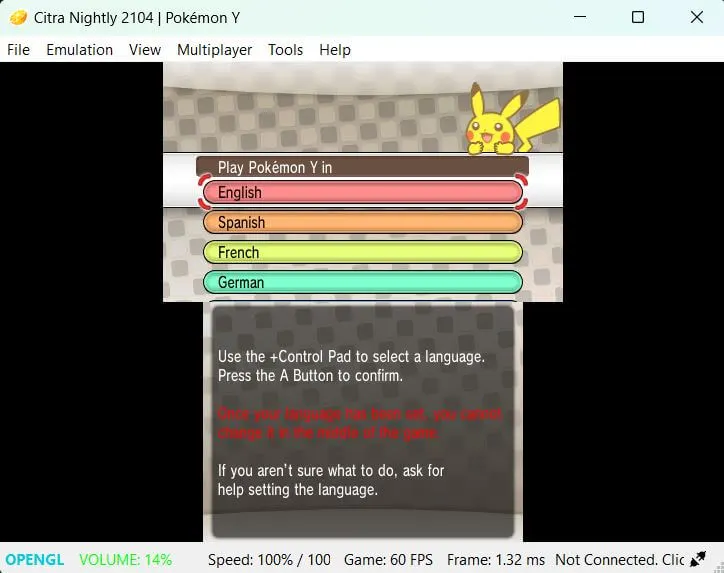 Citra Nightly 2104 | Pokémon Y
File Emulation View Multiplayer Tools Help
Play Pokémon Y in
English
Spanish
French
German
Use the +Control Pad to select a language.
Press the A Button to confirm.
Once your language has been set, you cannot
change it in the middle of the game.
If you aren't sure what to do, ask for
help setting the language.
OPENGL VOLUME: 14% Speed: 100% / 100 Game: 60 FPS Frame: 1.32 ms Not Connected. Clic